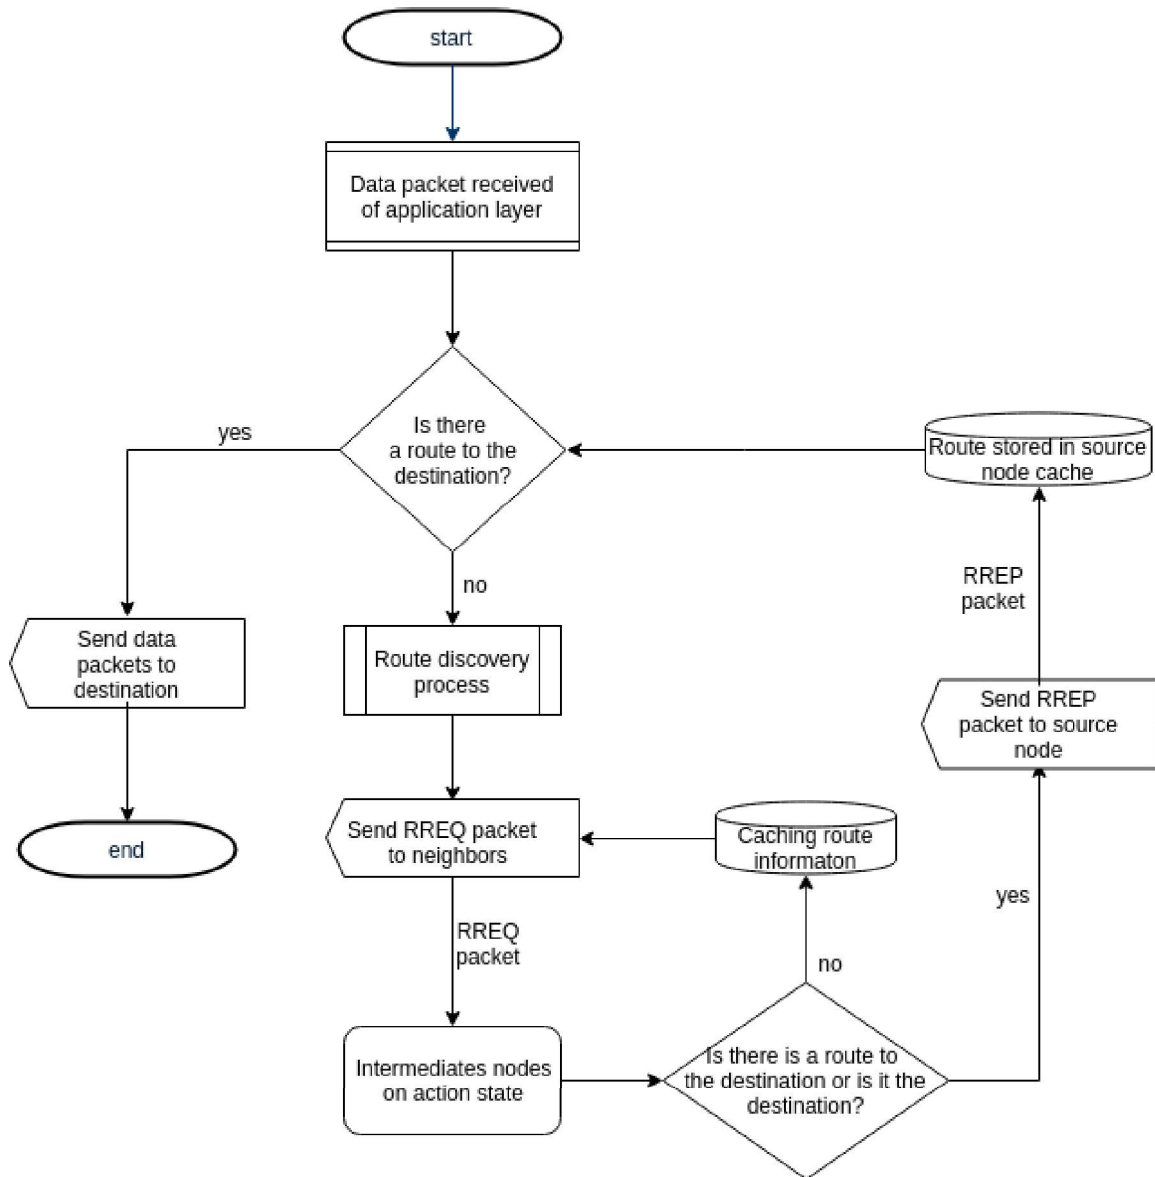 start
Data packet received
of application layer
Is there
a route to the
destination?
yes
no
Route stored in source
node cache
RREP
packet
Send data
packets to
destination
Route discovery
process
Send RREP
packet to source
node
end
Send RREQ packet
to neighbors
Caching route
informaton
yes
RREQ
packet
no
Intermediates nodes
on action state
Is there is a route to
the destination or is it the
destination?